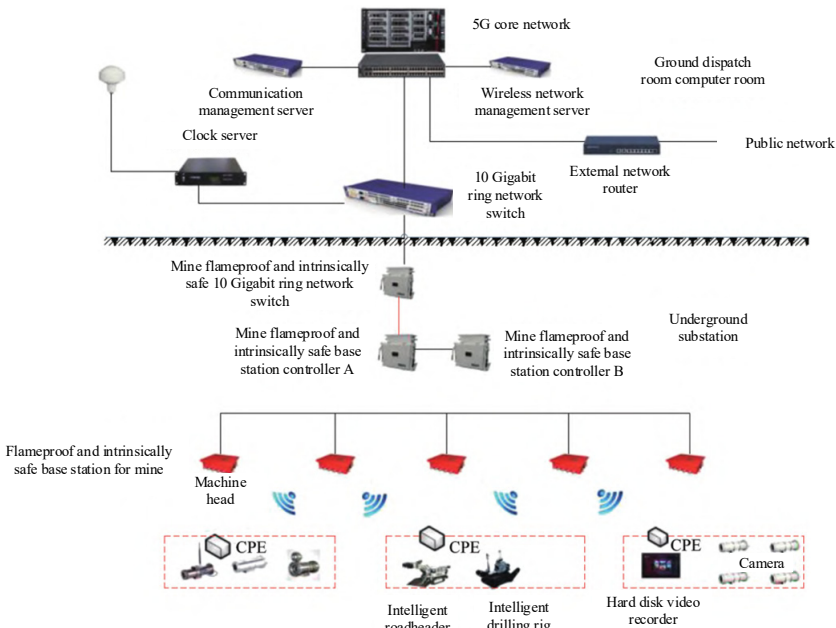 5G core network
Ground dispatch
room computer room
Communication
management server
Wireless network
management server
Clock server
Public network
External network
router
10 Gigabit
ring network
switch
Mine flameproof and intrinsically
safe 10 Gigabit ring network
switch
Mine flameproof and
intrinsically safe base
station controller A
Mine flameproof and
intrinsically safe base
station controller B
Underground
substation
Flameproof and intrinsically
safe base station for mine
Machine
head
CPE
CPE
CPE
Camera
Intelligent
roadheader
Intelligent
drilling rig
Hard disk video
recorder